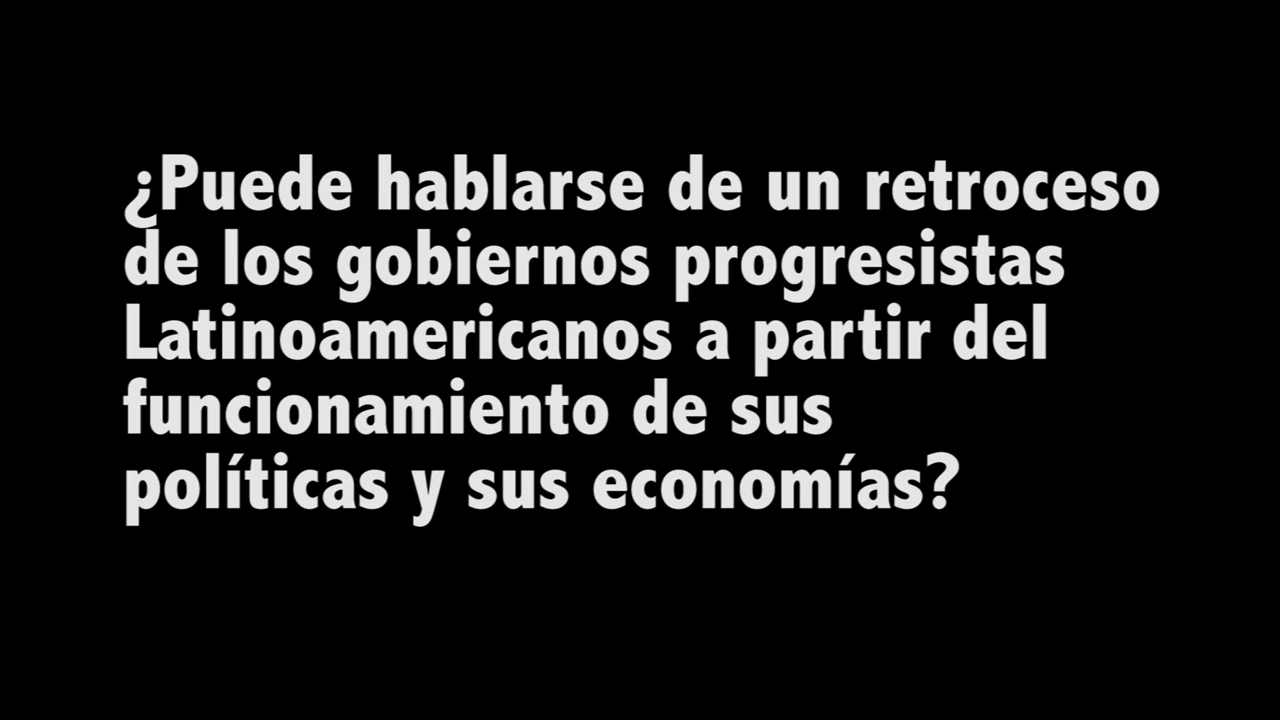 ¿Puede hablarse de un retroceso
de los gobiernos progresistas
Latinoamericanos a partir del
funcionamiento de sus
políticas y sus economías?